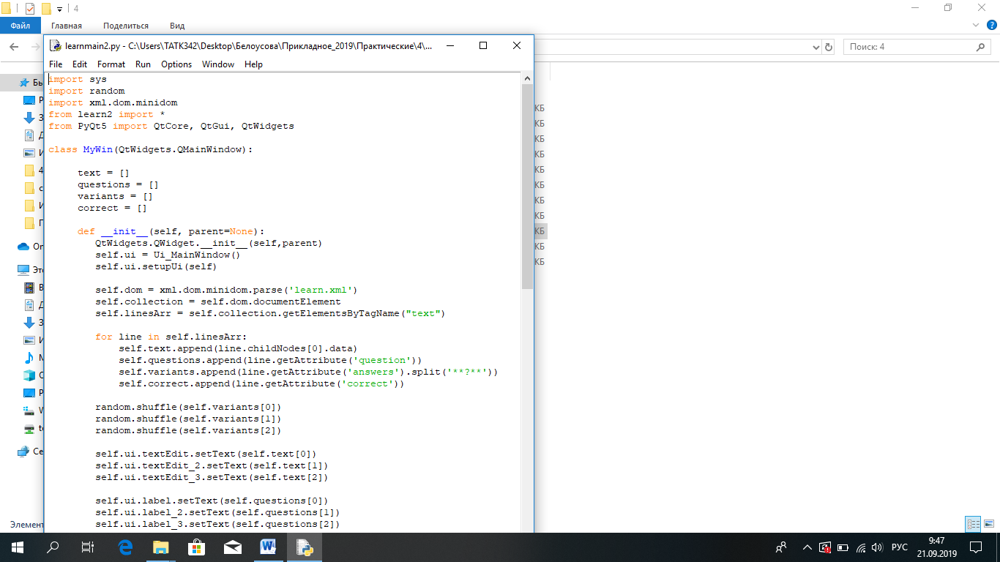 4
Файл Главная Поделиться Вид
learnmain2.py - C:\Users\TATK342\Desktop\Белоусова\Прикладное_2019\Практические\4\...
Поиск: 4
File Edit Format Run Options Window Help
import sys
import random
import xml.dom.minidom
from learn2 import *
from PyQt5 import QtCore, QtGui, QtWidgets
class MyWin(QtWidgets.QMainWindow):
text = []
questions = []
variants = []
correct = []
def __init__(self, parent=None):
QtWidgets.QWidget.__init__(self,parent)
self.ui = Ui_MainWindow()
self.ui.setupUi(self)
self.dom = xml.dom.minidom.parse('learn.xml')
self.collection = self.dom.documentElement
self.linesArr = self.collection.getElementsByTagName("text")
for line in self.linesArr:
self.text.append(line.childNodes[0].data)
self.questions.append(line.getAttribute('question'))
self.variants.append(line.getAttribute('answers').split('**?**'))
self.correct.append(line.getAttribute('correct'))
random.shuffle(self.variants[0])
random.shuffle(self.variants[1])
random.shuffle(self.variants[2])
self.ui.textEdit.setText(self.text[0])
self.ui.textEdit_2.setText(self.text[1])
self.ui.textEdit_3.setText(self.text[2])
self.ui.label.setText(self.questions[0])
self.ui.label_2.setText(self.questions[1])
self.ui.label_3.setText(self.questions[2])
КБ
КБ
КБ
КБ
КБ
КБ
КБ
КБ
КБ
КБ
КБ
Элемент
РУС
9:47
21.09.2019